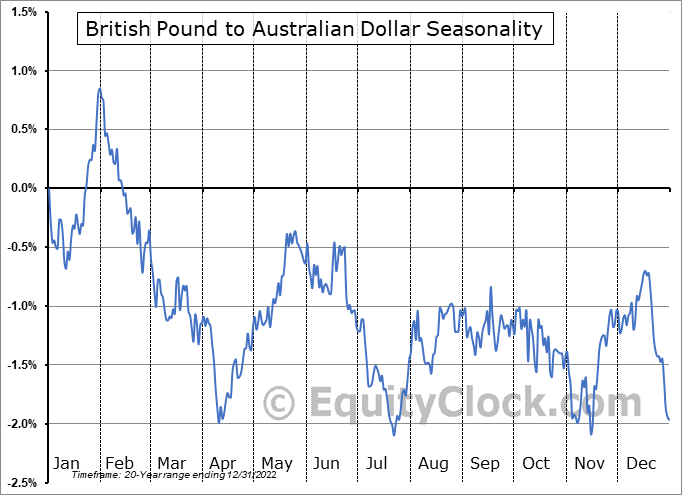 British Pound to Australian Dollar Seasonality
1.5%
1.0%
0.5%
0.0%
-0.5%
-1.0%
-1.5%
-2.0%
-2.5%
© EquityClock.com
Jan Feb Mar Apr May Jun Jul Aug Sep Oct Nov Dec
Timeframe: 20-Year range ending 12/31/2022